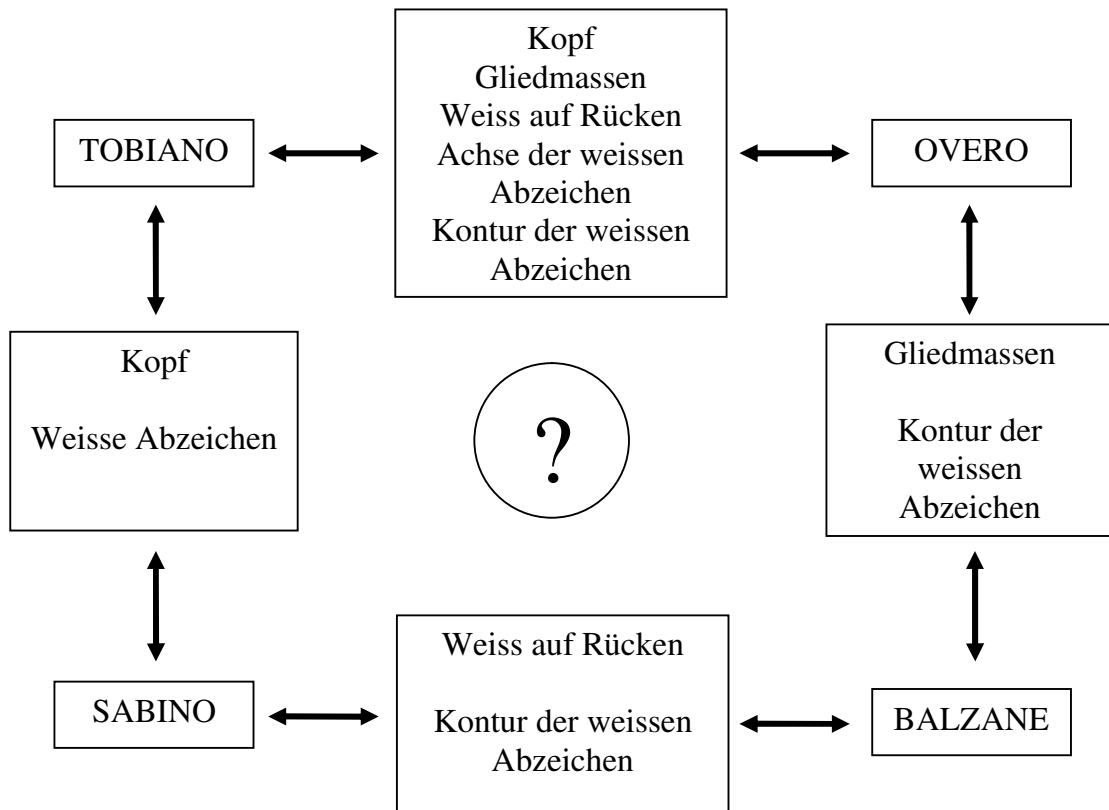 Kopf
Gliedmassen
Weiss auf Rücken
Achse der weissen
Abzeichen
Kontur der weissen
Abzeichen
TOBIANO
OVERO
Kopf
Weisse Abzeichen
?
Gliedmassen
Kontur der
weissen
Abzeichen
SABINO
Weiss auf Rücken
Kontur der weissen
Abzeichen
BALZANE